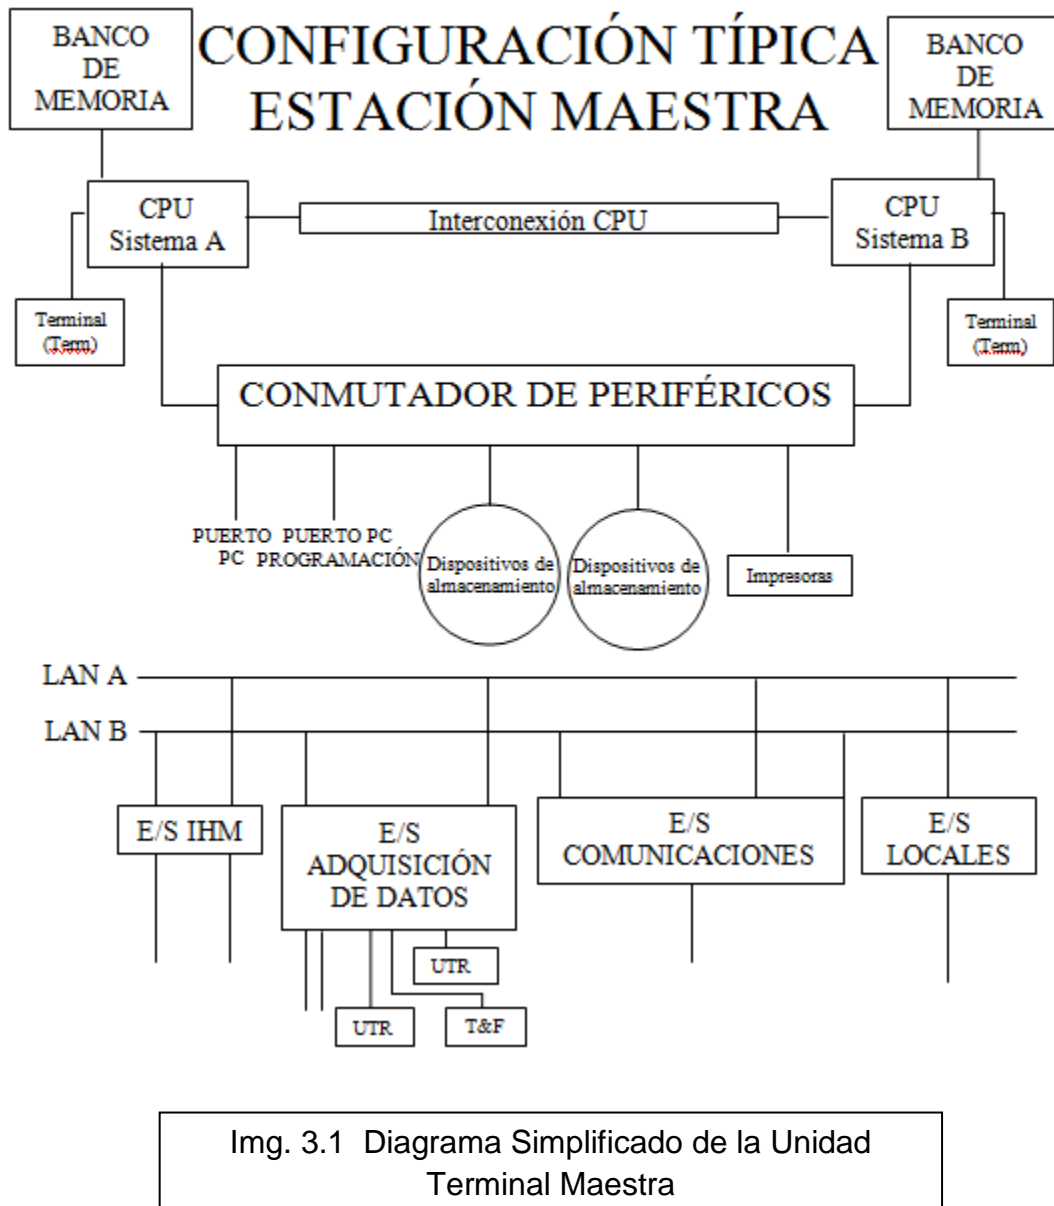 BANCO
DE
MEMORIA
CONFIGURACIÓN TÍPICA
ESTACIÓN MAESTRA
BANCO
DE
MEMORIA
CPU
Sistema A
Interconexión CPU
CPU
Sistema B
Terminal
(Term)
Terminal
(Term)
CONMUTADOR DE PERIFÉRICOS
PUERTO
PC
PUERTO PC
PROGRAMACIÓN
Dispositivos de
almacenamiento
Dispositivos de
almacenamiento
Impresoras
LAN A
LAN B
E/S IHM
E/S
ADQUISICIÓN
DE DATOS
E/S
COMUNICACIONES
E/S
LOCALES
UTR
UTR
T&F
Img. 3.1 Diagrama Simplificado de la Unidad
Terminal Maestra